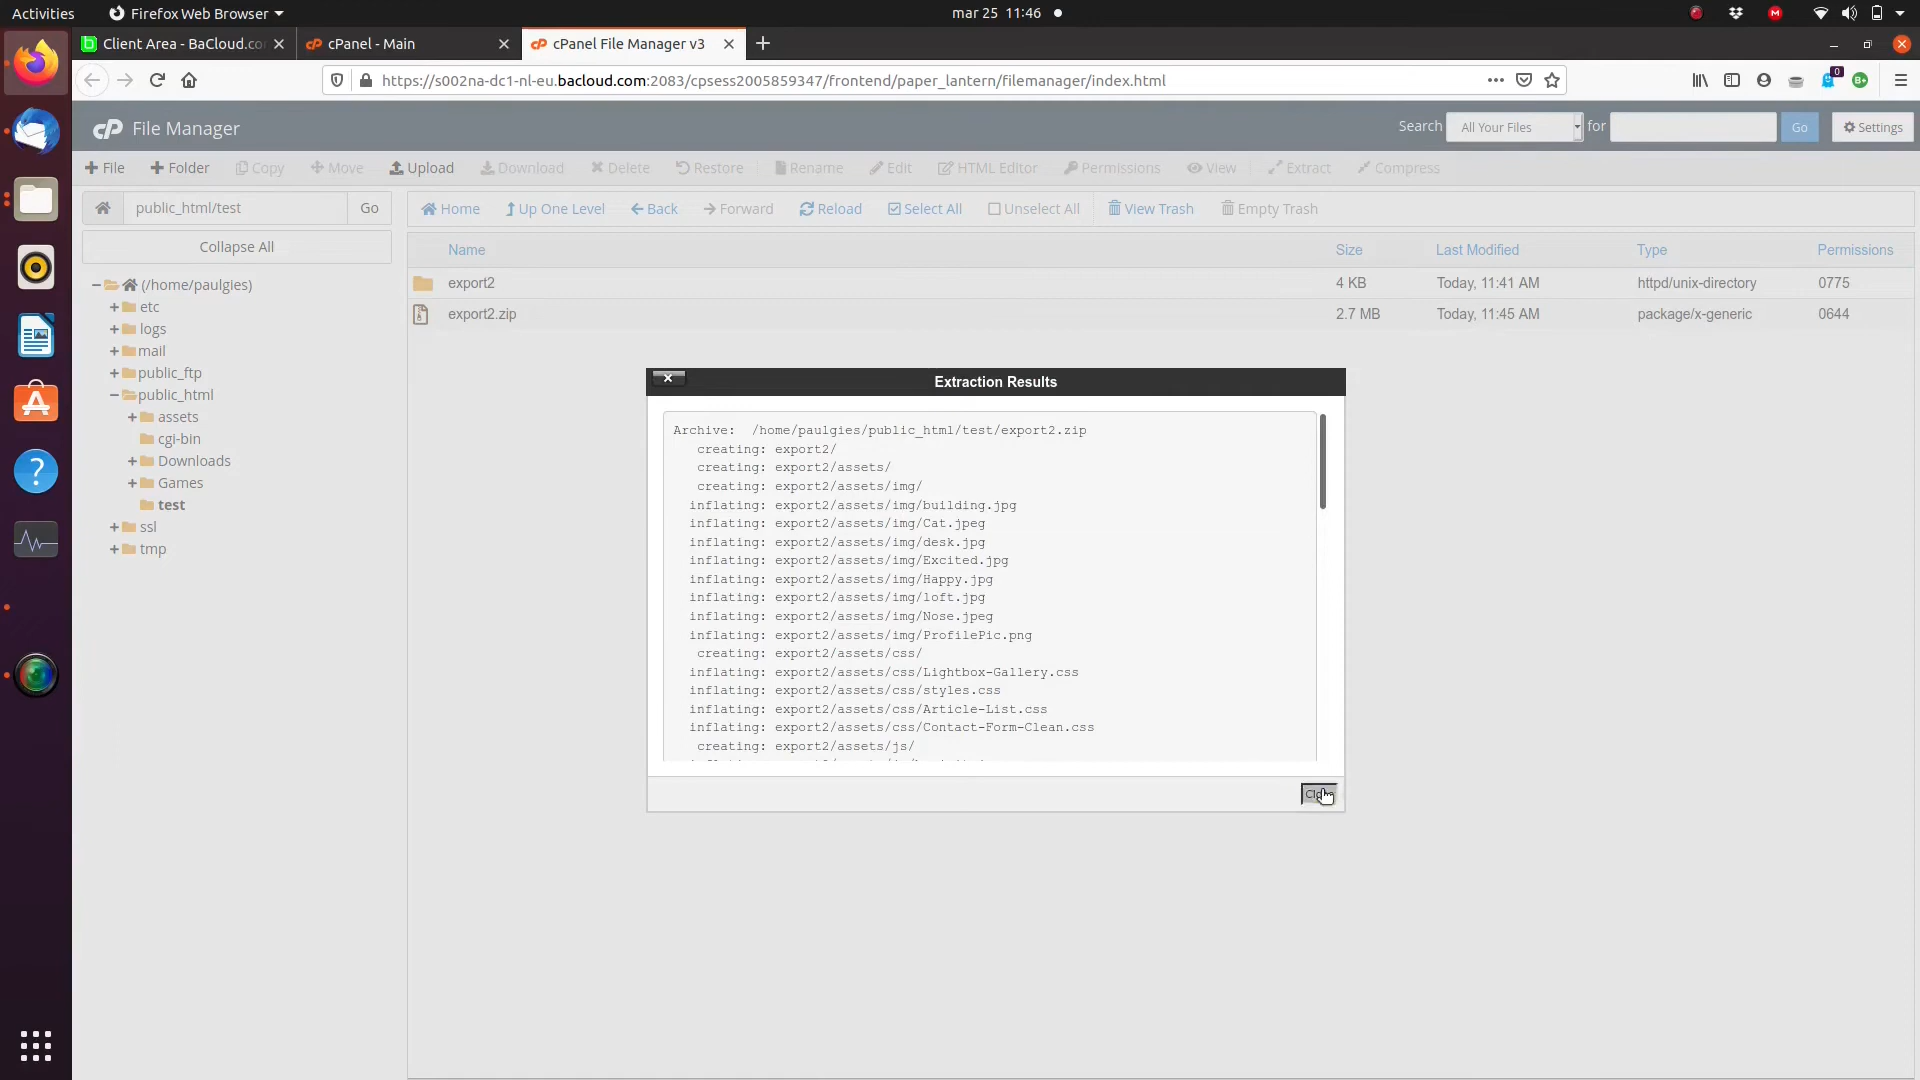 Activities
Firefox Web Browser
mar 25 11:46
M
Client Area - BaCloud.co
cPanel - Main
cPanel File Manager v3
https://s002na-dc1-nl-eu.bacloud.com:2083/cpsess2005859347/frontend/paper_lantern/filemanager/index.html
0
B+
cP File Manager
Search All Your Files for Go Settings
File Folder Copy Move Upload Download Delete Restore Rename Edit HTML Editor Permissions View Extract Compress
public_html/test Go
Home Up One Level Back Forward Reload Select All Unselect All View Trash Empty Trash
Collapse All
Name Size Last Modified Type Permissions
export2 4 KB Today, 11:41 AM httpd/unix-directory 0775
export2.zip 2.7 MB Today, 11:45 AM package/x-generic 0644
(/home/paulgies)
etc
logs
mail
public_ftp
public_html
assets
cgi-bin
Downloads
Games
test
ssl
tmp
Extraction Results
Archive: /home/paulgies/public_html/test/export2.zip
creating: export2/
creating: export2/assets/
creating: export2/assets/img/
inflating: export2/assets/img/building.jpg
inflating: export2/assets/img/Cat.jpeg
inflating: export2/assets/img/desk.jpg
inflating: export2/assets/img/Excited.jpg
inflating: export2/assets/img/Happy.jpg
inflating: export2/assets/img/loft.jpg
inflating: export2/assets/img/Nose.jpeg
inflating: export2/assets/img/ProfilePic.png
creating: export2/assets/css/
inflating: export2/assets/css/Lightbox-Gallery.css
inflating: export2/assets/css/styles.css
inflating: export2/assets/css/Article-List.css
inflating: export2/assets/css/Contact-Form-Clean.css
creating: export2/assets/js/